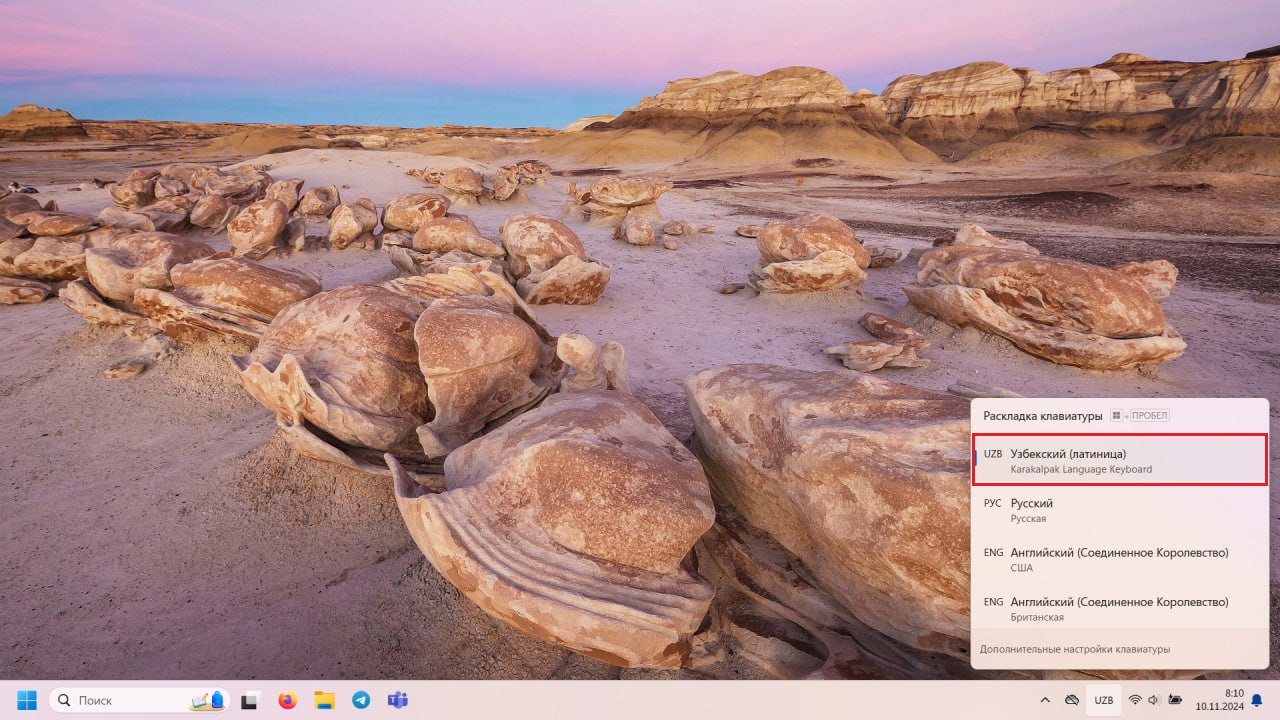 Раскладка клавиатуры + ПРОБЕЛ
UZB Узбекский (латиница)
Karakalpak Language Keyboard
РУС Русский
Русская
ENG Английский (Соединенное Королевство)
США
ENG Английский (Соединенное Королевство)
Британская
Дополнительные настройки клавиатуры
Поиск
UZB
8:10
10.11.2024